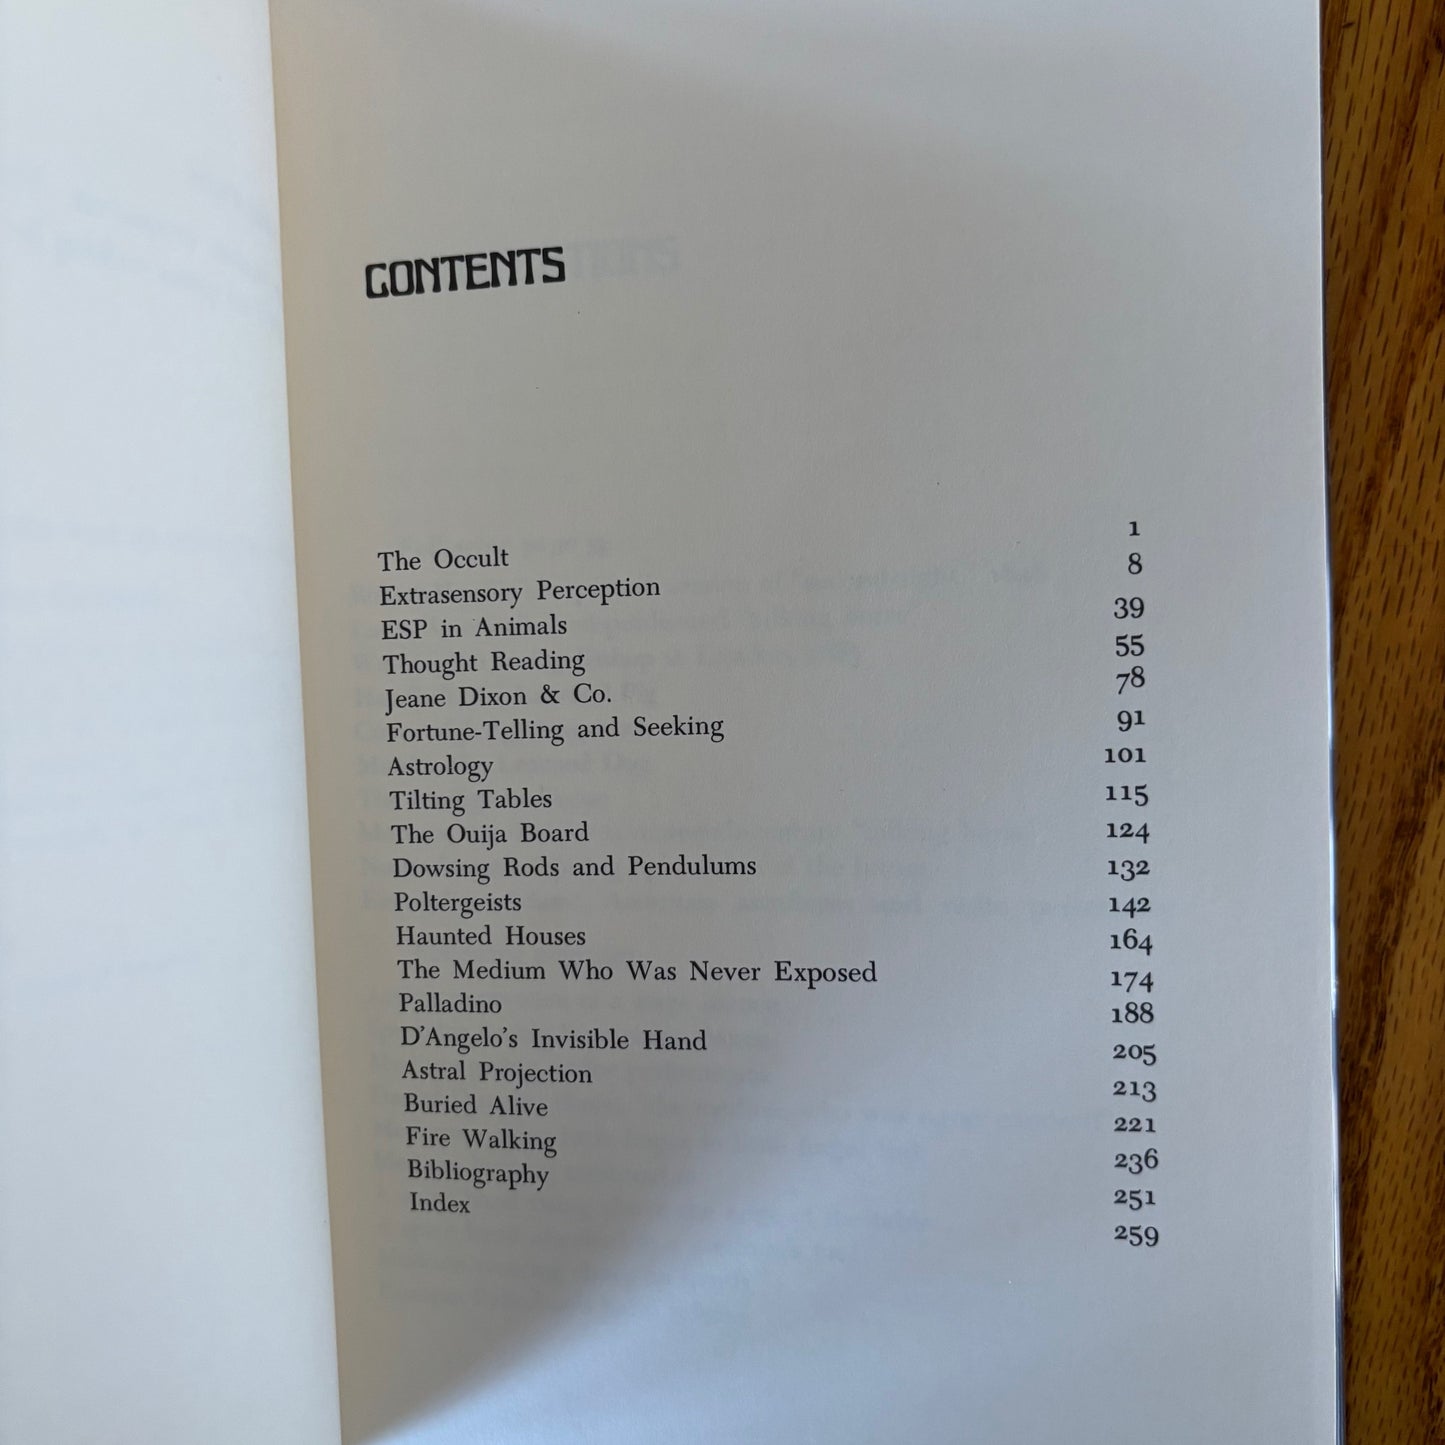 CONTENTS
The Occult 1
Extrasensory Perception 8
ESP in Animals 39
Thought Reading 55
Jeane Dixon & Co. 78
Fortune-Telling and Seeking 91
Astrology 101
Tilting Tables 115
The Ouija Board 124
Dowsing Rods and Pendulums 132
Poltergeists 142
Haunted Houses 164
The Medium Who Was Never Exposed 174
Palladino 188
D'Angelo's Invisible Hand 205
Astral Projection 213
Buried Alive 221
Fire Walking 236
Bibliography 251
Index 259